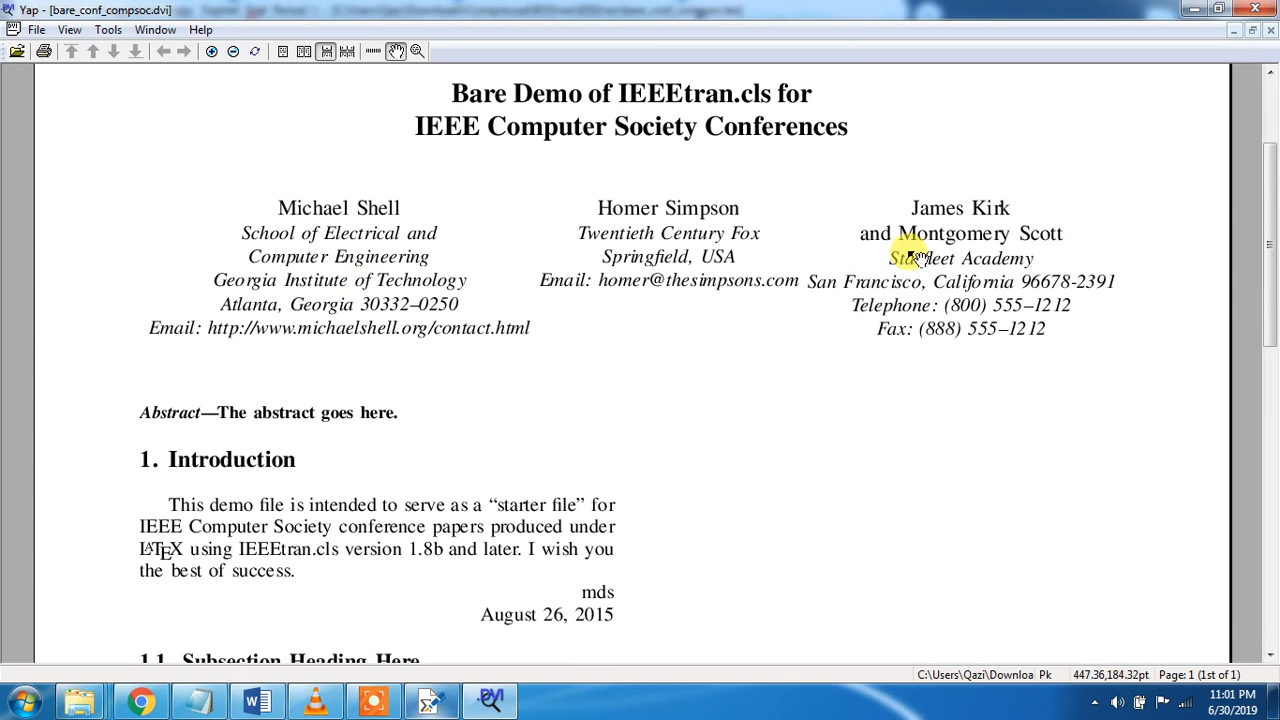 Yap - [bare_conf_compsoc.dvi]
File View Tools Window Help
Bare Demo of IEEEtran.cls for
IEEE Computer Society Conferences
Michael Shell
School of Electrical and
Computer Engineering
Georgia Institute of Technology
Atlanta, Georgia 30332–0250
Email: http://www.michaelshell.org/contact.html
Homer Simpson
Twentieth Century Fox
Springfield, USA
Email: homer@thesimpsons.com
James Kirk
and Montgomery Scott
Starfleet Academy
San Francisco, California 96678-2391
Telephone: (800) 555–1212
Fax: (888) 555–1212
Abstract—The abstract goes here.
1. Introduction
This demo file is intended to serve as a “starter file” for
IEEE Computer Society conference papers produced under
LATEX using IEEEtran.cls version 1.8b and later. I wish you
the best of success.
mds
August 26, 2015
1.1. Subsection Heading Here
C:\Users\Qazi\Downloa Pk 447.36,184.32pt Page: 1 (1st of 1)
11:01 PM
6/30/2019